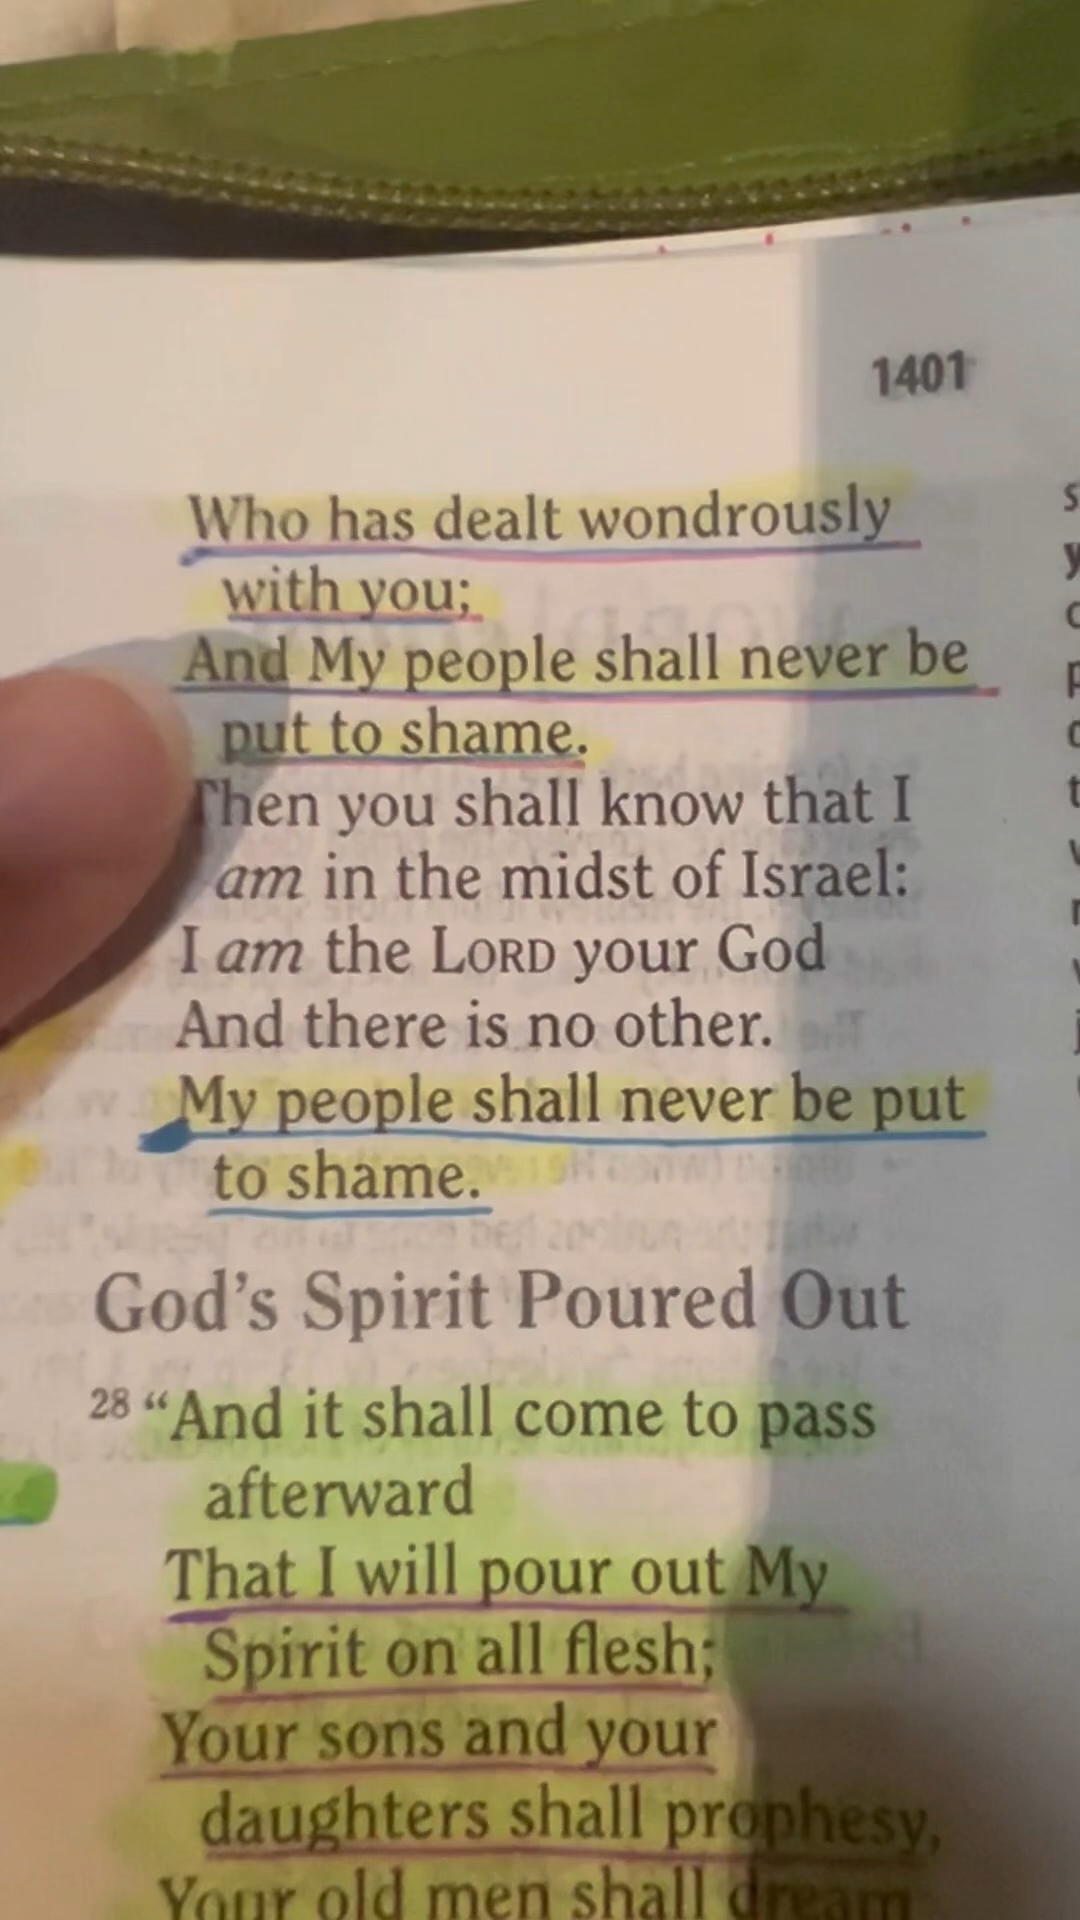 1401
Who has dealt wondrously
with you;
And My people shall never be
put to shame.
Then you shall know that I
am in the midst of Israel:
I am the LORD your God
And there is no other.
My people shall never be put
to shame.
God's Spirit Poured Out
28 “And it shall come to pass
afterward
That I will pour out My
Spirit on all flesh;
Your sons and your
daughters shall prophesy,
Your old men shall dream